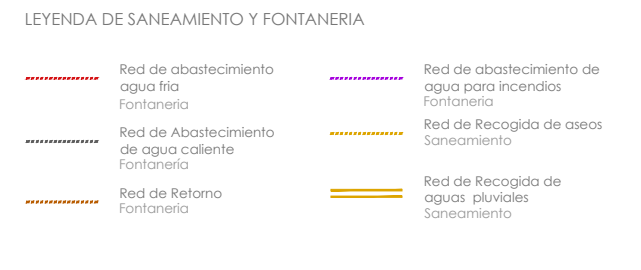 LEYENDA DE SANEAMIENTO Y FONTANERIA
Red de abastecimiento
agua fria
Fontaneria
Red de Abastecimiento
de agua caliente
Fontanería
Red de Retorno
Fontaneria
Red de abastecimiento de
agua para incendios
Fontaneria
Red de Recogida de aseos
Saneamiento
Red de Recogida de
aguas pluviales
Saneamiento